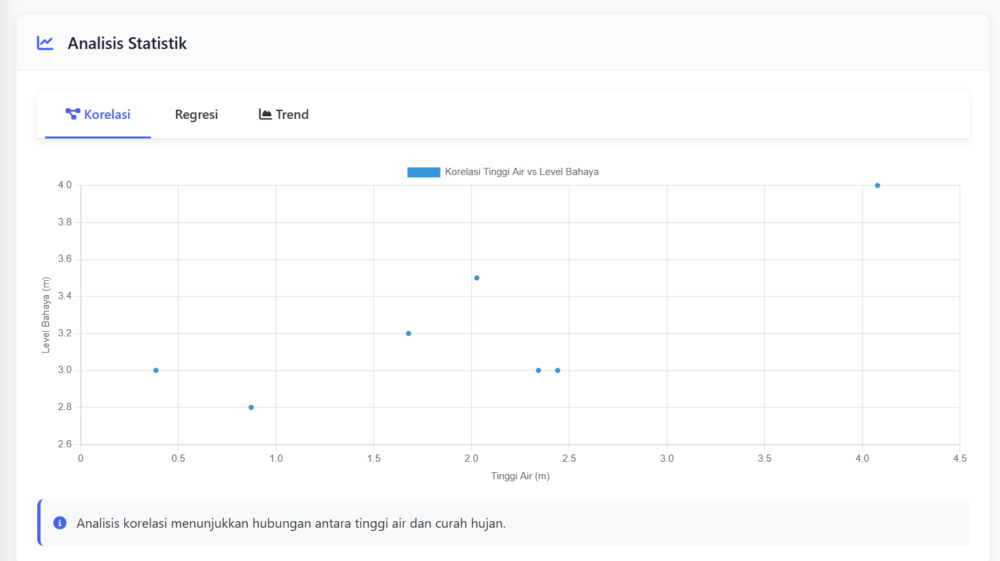 Analisis Statistik
Korelasi
Regresi
Trend
Korelasi Tinggi Air vs Level Bahaya
4.0
3.8
3.6
3.4
3.2
3.0
2.8
2.6
Level Bahaya (m)
0 0.5 1.0 1.5 2.0 2.5 3.0 3.5 4.0 4.5
Tinggi Air (m)
Analisis korelasi menunjukkan hubungan antara tinggi air dan curah hujan.